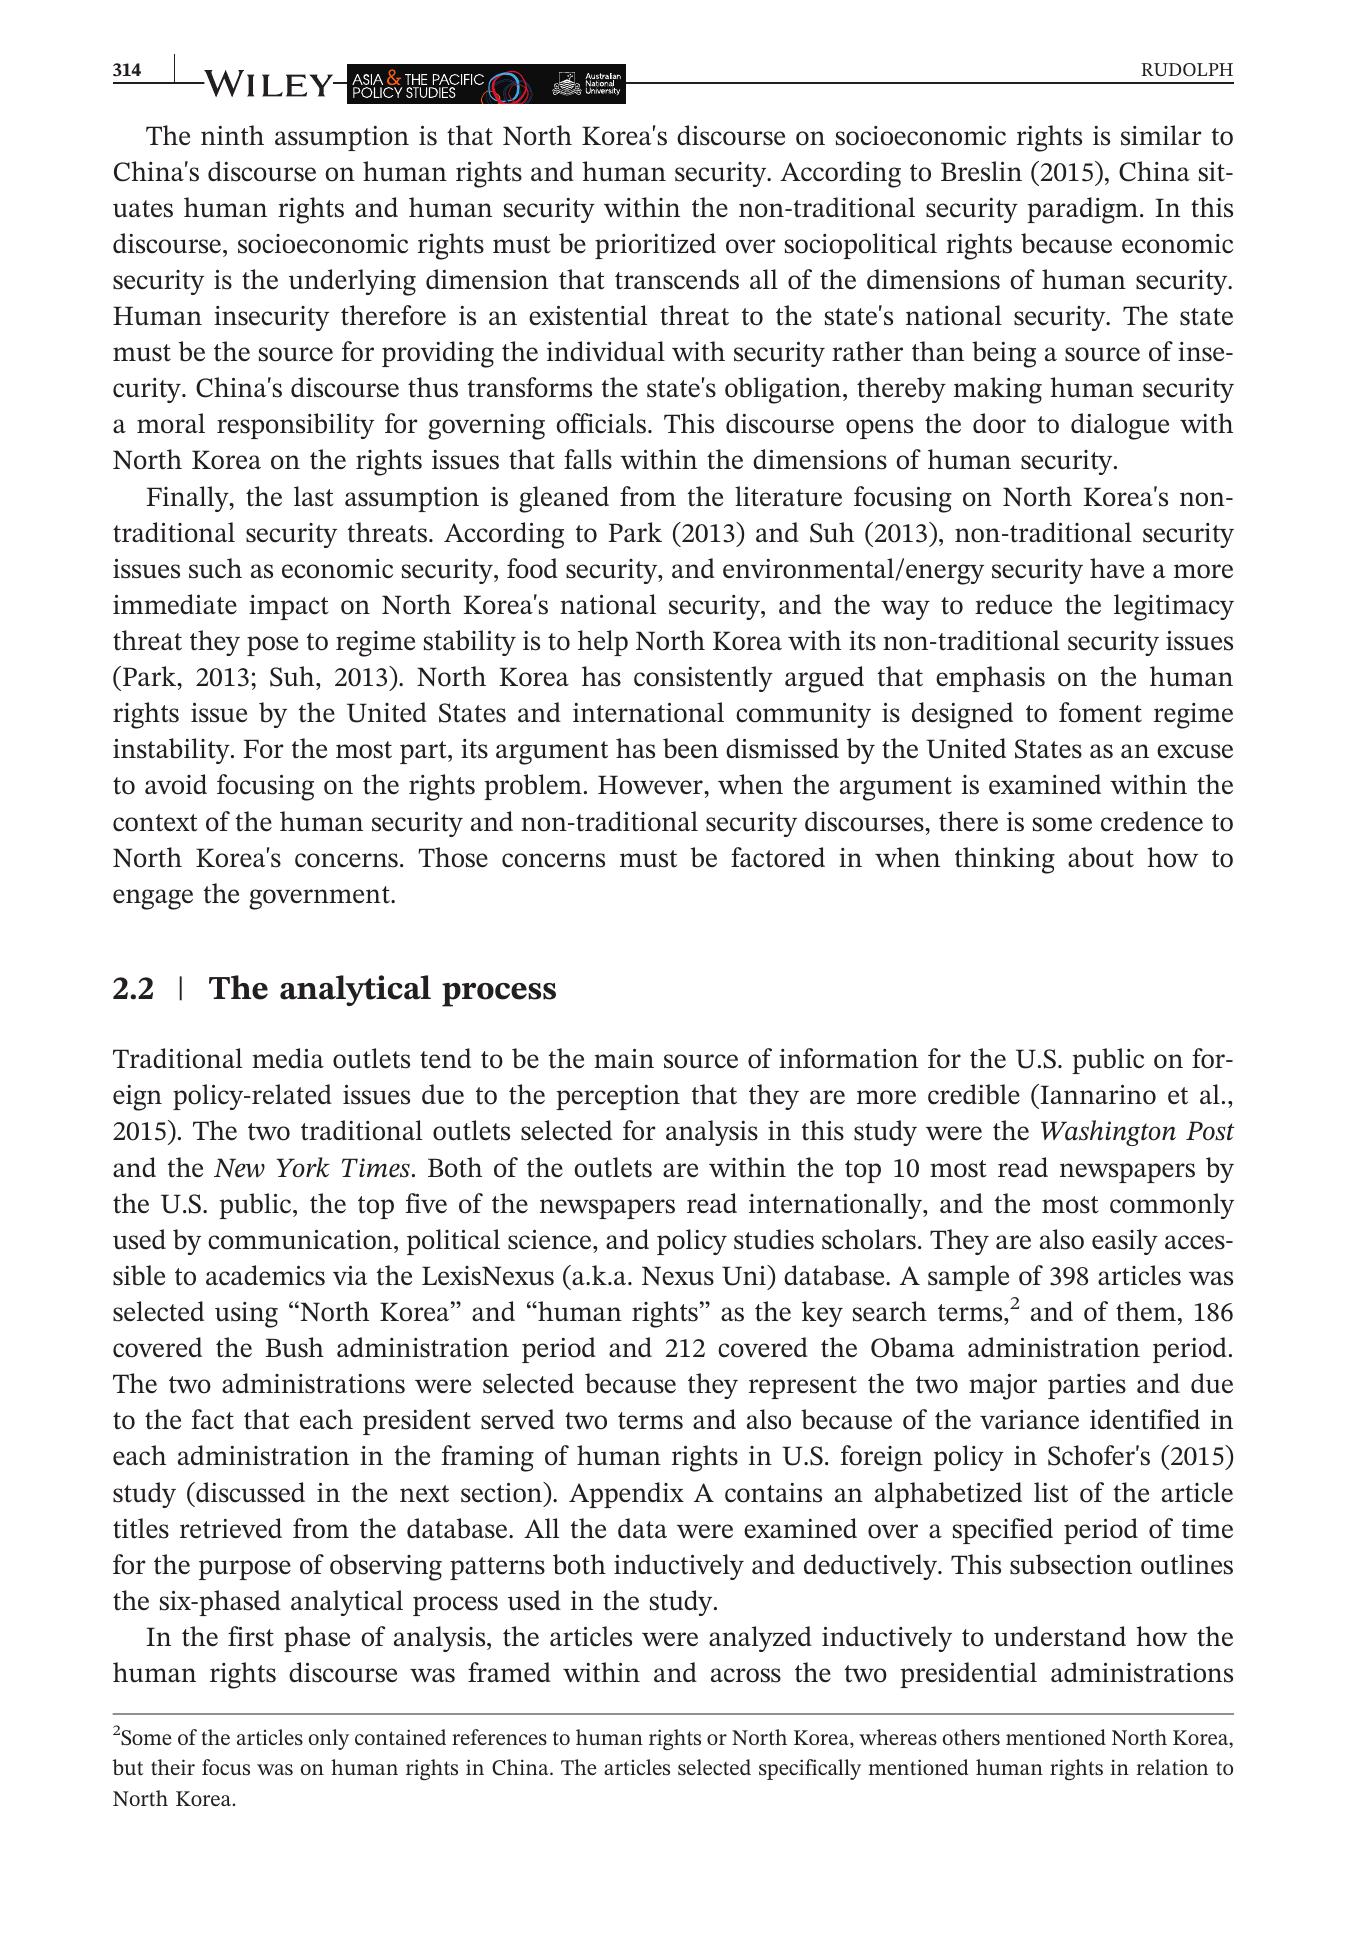 314
WILEY
ASIA & THE PACIFIC
POLICY STUDIES
Australian
National
University
RUDOLPH
The ninth assumption is that North Korea's discourse on socioeconomic rights is similar to
China's discourse on human rights and human security. According to Breslin (2015), China sit-
uates human rights and human security within the non-traditional security paradigm. In this
discourse, socioeconomic rights must be prioritized over sociopolitical rights because economic
security is the underlying dimension that transcends all of the dimensions of human security.
Human insecurity therefore is an existential threat to the state's national security. The state
must be the source for providing the individual with security rather than being a source of inse-
curity. China's discourse thus transforms the state's obligation, thereby making human security
a moral responsibility for governing officials. This discourse opens the door to dialogue with
North Korea on the rights issues that falls within the dimensions of human security.
Finally, the last assumption is gleaned from the literature focusing on North Korea's non-
traditional security threats. According to Park (2013) and Suh (2013), non-traditional security
issues such as economic security, food security, and environmental/energy security have a more
immediate impact on North Korea's national security, and the way to reduce the legitimacy
threat they pose to regime stability is to help North Korea with its non-traditional security issues
(Park, 2013; Suh, 2013). North Korea has consistently argued that emphasis on the human
rights issue by the United States and international community is designed to foment regime
instability. For the most part, its argument has been dismissed by the United States as an excuse
to avoid focusing on the rights problem. However, when the argument is examined within the
context of the human security and non-traditional security discourses, there is some credence to
North Korea's concerns. Those concerns must be factored in when thinking about how to
engage the government.
2.2 | The analytical process
Traditional media outlets tend to be the main source of information for the U.S. public on for-
eign policy-related issues due to the perception that they are more credible (Iannarino et al.,
2015). The two traditional outlets selected for analysis in this study were the Washington Post
and the New York Times. Both of the outlets are within the top 10 most read newspapers by
the U.S. public, the top five of the newspapers read internationally, and the most commonly
used by communication, political science, and policy studies scholars. They are also easily acces-
sible to academics via the LexisNexus (a.k.a. Nexus Uni) database. A sample of 398 articles was
selected using “North Korea” and “human rights” as the key search terms,2 and of them, 186
covered the Bush administration period and 212 covered the Obama administration period.
The two administrations were selected because they represent the two major parties and due
to the fact that each president served two terms and also because of the variance identified in
each administration in the framing of human rights in U.S. foreign policy in Schofer's (2015)
study (discussed in the next section). Appendix A contains an alphabetized list of the article
titles retrieved from the database. All the data were examined over a specified period of time
for the purpose of observing patterns both inductively and deductively. This subsection outlines
the six-phased analytical process used in the study.
In the first phase of analysis, the articles were analyzed inductively to understand how the
human rights discourse was framed within and across the two presidential administrations
2Some of the articles only contained references to human rights or North Korea, whereas others mentioned North Korea,
but their focus was on human rights in China. The articles selected specifically mentioned human rights in relation to
North Korea.